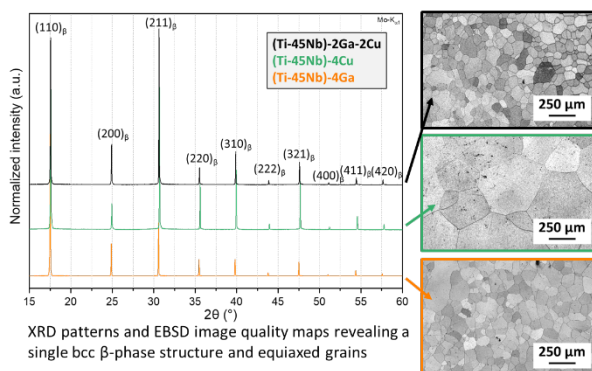 Mo-Kα1
(110)β
(211)β
(Ti-45Nb)-2Ga-2Cu
(Ti-45Nb)-4Cu
(Ti-45Nb)-4Ga
(200)β
(310)β
(321)β
(220)β
(222)β
(400)β
(411)β
(420)β
Normalized intensity (a.u.)
15 20 25 30 35 40 45 50 55 60
2θ (°)
250 µm
250 µm
250 µm
XRD patterns and EBSD image quality maps revealing a
single bcc β-phase structure and equiaxed grains